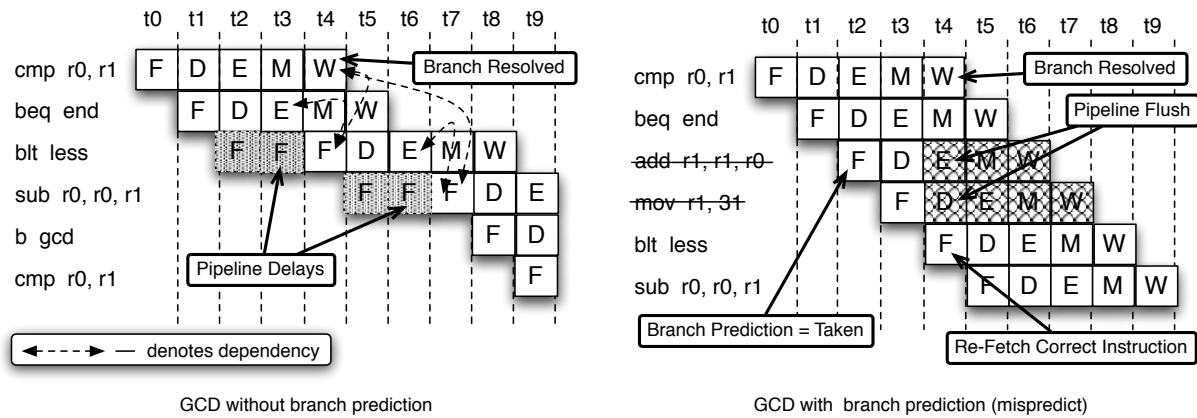 t0 t1 t2 t3 t4 t5 t6 t7 t8 t9
cmp r0, r1 F D E M W Branch Resolved
beq end F D E M W
blt less F F F D E M W
sub r0, r0, r1 F F F D E
b gcd F D
Pipeline Delays
cmp r0, r1 F
— denotes dependency
GCD without branch prediction
t0 t1 t2 t3 t4 t5 t6 t7 t8 t9
cmp r0, r1 F D E M W Branch Resolved
Pipeline Flush
beq end F D E M W
add r1, r1, r0 F D E M W
mov r1, 31 F D E M W
blt less F D E M W
sub r0, r0, r1 F D E M W
Branch Prediction = Taken
Re-Fetch Correct Instruction
GCD with branch prediction (mispredict)